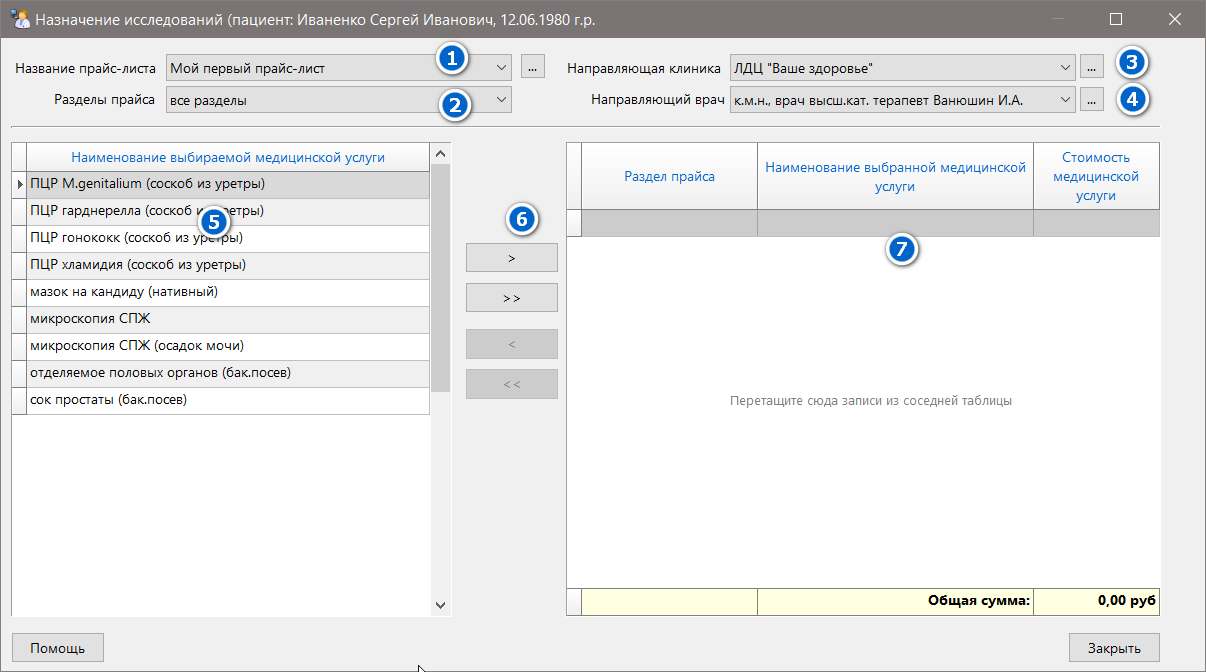 Назначение исследований (пациент: Иваненко Сергей Иванович, 12.06.1980 г.р.
Название прайс-листа Мой первый прайс-лист 1 ... Направляющая клиника ЛДЦ "Ваше здоровье" ... 3
Разделы прайса все разделы 2 Направляющий врач к.м.н., врач высш.кат. терапевт Ванюшин И.А. ... 4
Наименование выбираемой медицинской услуги
ПЦР M.genitalium (соскоб из уретры)
ПЦР гарднерелла (соскоб из уретры)
5
ПЦР гонококк (соскоб из уретры)
ПЦР хламидия (соскоб из уретры)
мазок на кандиду (нативный)
микроскопия СПЖ
микроскопия СПЖ (осадок мочи)
отделяемое половых органов (бак.посев)
сок простаты (бак.посев)
6
>
>>
<
<<
Раздел прайса
Наименование выбранной медицинской
услуги
Стоимость
медицинской
услуги
7
Перетащите сюда записи из соседней таблицы
Общая сумма: 0,00 руб
Помощь Закрыть